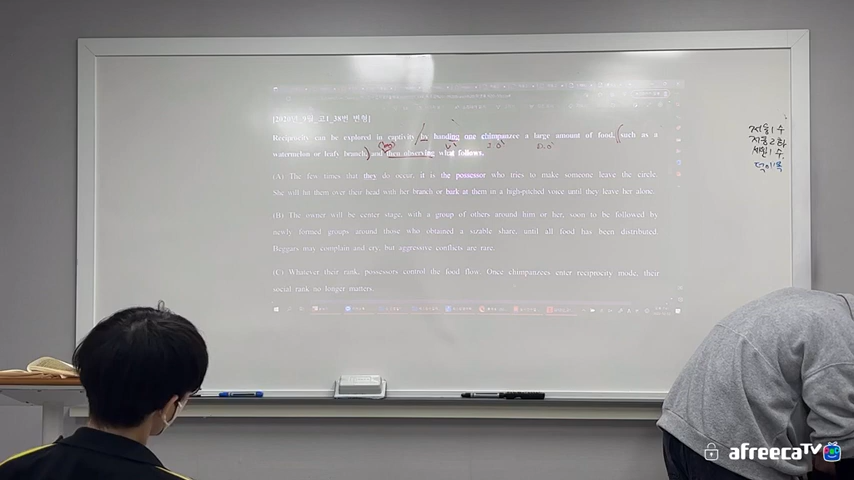 [2020년 9월 고1 38번 변형]
Reciprocity can be explored in captivity by handing one chimpanzee a large amount of food, (such as a
watermelon or leafy branch) and then observing what follows.
(A) The few times that they do occur, it is the possessor who tries to make someone leave the circle.
She will hit them over their head with her branch or bark at them in a high-pitched voice until they leave her alone.
(B) The owner will be center stage, with a group of others around him or her, soon to be followed by
newly formed groups around those who obtained a sizable share, until all food has been distributed.
Beggars may complain and cry, but aggressive conflicts are rare.
(C) Whatever their rank, possessors control the food flow. Once chimpanzees enter reciprocity mode, their
social rank no longer matters.
afreecaTV